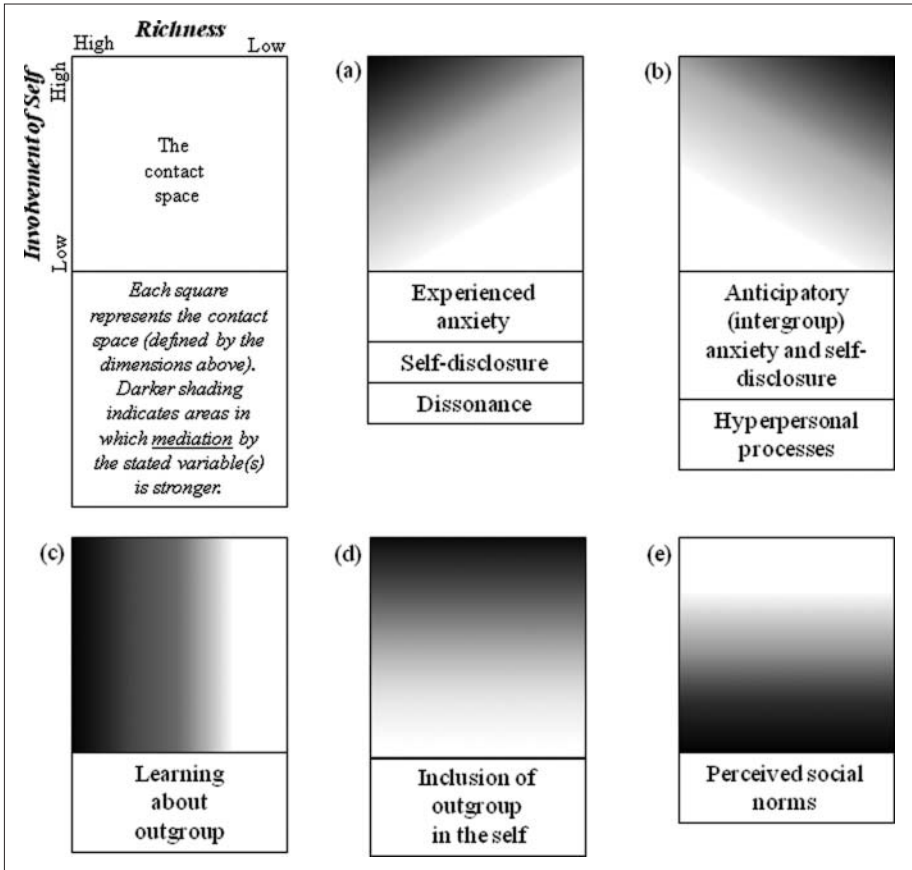 Richness
High
Low
Involvement of Self
High
Low
The
contact
space
Each square
represents the contact
space (defined by the
dimensions above).
Darker shading
indicates areas in
which mediation by
the stated variable(s)
is stronger.
(a)
Experienced
anxiety
Self-disclosure
Dissonance
(b)
Anticipatory
(intergroup)
anxiety and self-
disclosure
Hyperpersonal
processes
(c)
Learning
about
outgroup
(d)
Inclusion of
outgroup
in the self
(e)
Perceived social
norms